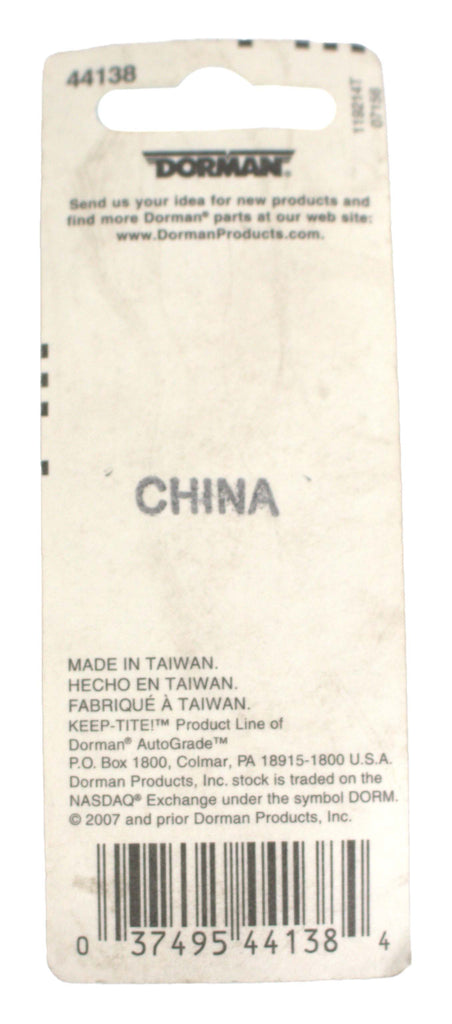 44138
119214T
07156
DORMAN®
Send us your idea for new products and
find more Dorman® parts at our web site:
www.DormanProducts.com.
CHINA
MADE IN TAIWAN.
HECHO EN TAIWAN.
FABRIQUÉ À TAIWAN.
KEEP-TITE!™ Product Line of
Dorman® AutoGrade™
P.O. Box 1800, Colmar, PA 18915-1800 U.S.A.
Dorman Products, Inc. stock is traded on the
NASDAQ® Exchange under the symbol DORM.
© 2007 and prior Dorman Products, Inc.
0 37495 44138 4